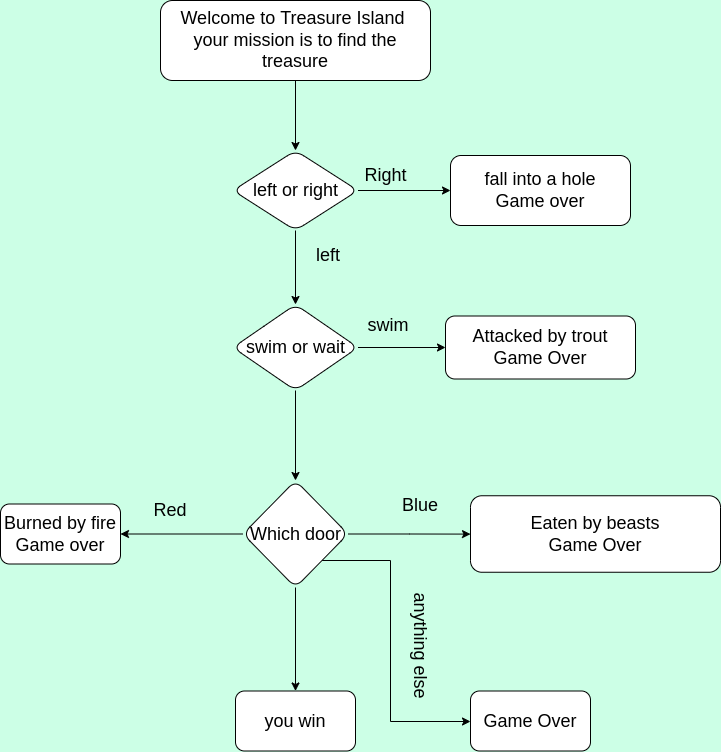 Welcome to Treasure Island
your mission is to find the
treasure
left or right
Right
fall into a hole
Game over
left
swim or wait
swim
Attacked by trout
Game Over
Red
Burned by fire
Game over
Which door
Blue
Eaten by beasts
Game Over
anything else
you win
Game Over